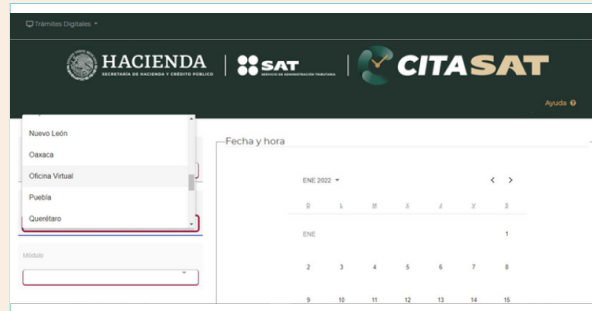 Trámites Digitales
HACIENDA
SECRETARÍA DE HACIENDA Y CRÉDITO PÚBLICO
SAT
SERVICIO DE ADMINISTRACIÓN TRIBUTARIA
CITASAT
Ayuda
Nuevo León
Oaxaca
Oficina Virtual
Puebla
Querétaro
Módulo
Fecha y hora
ENE 2022
D L M M J V S
ENE 1
2 3 4 5 6 7 8
9 10 11 12 13 14 15